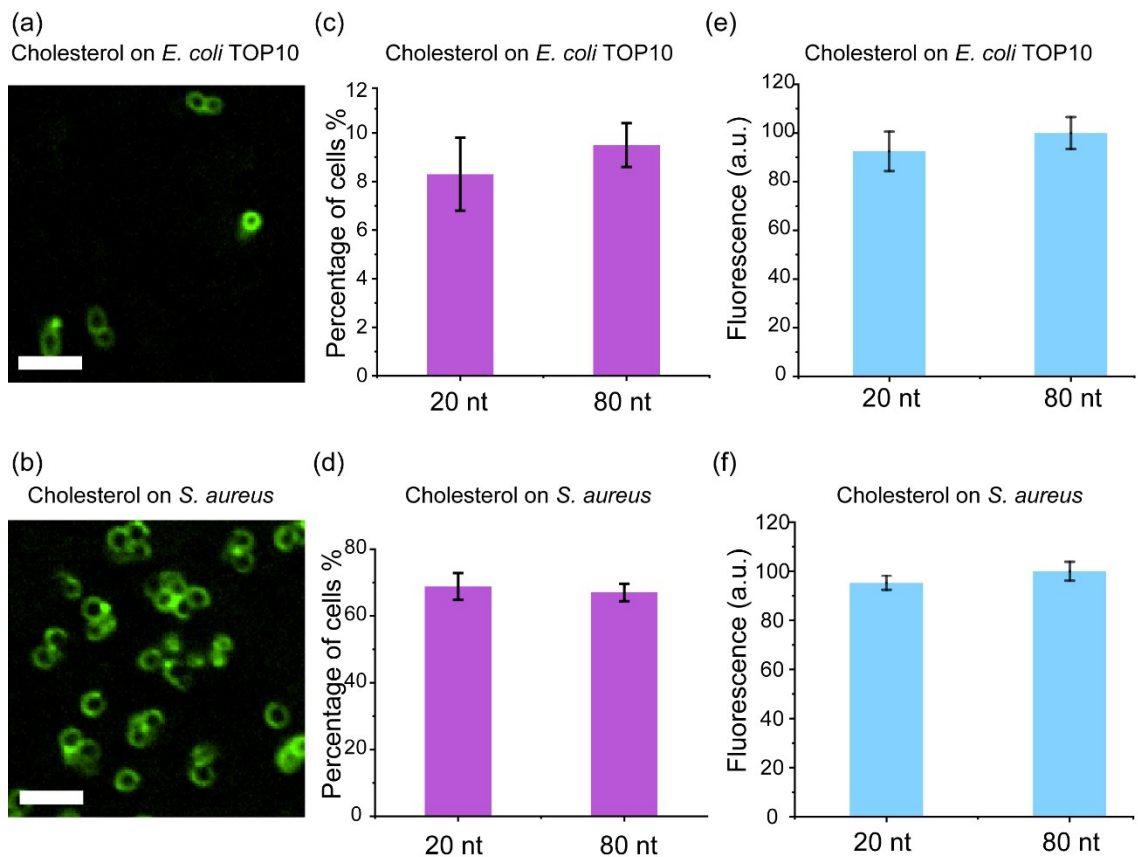 (a)
Cholesterol on E. coli TOP10
(c)
Cholesterol on E. coli TOP10
Percentage of cells %
12
10
8
6
4
2
0
20 nt
80 nt
(e)
Cholesterol on E. coli TOP10
Fluorescence (a.u.)
120
100
80
60
40
20
0
20 nt
80 nt
(b)
Cholesterol on S. aureus
(d)
Cholesterol on S. aureus
Percentage of cells %
80
60
40
20
0
20 nt
80 nt
(f)
Cholesterol on S. aureus
Fluorescence (a.u.)
120
100
80
60
40
20
0
20 nt
80 nt